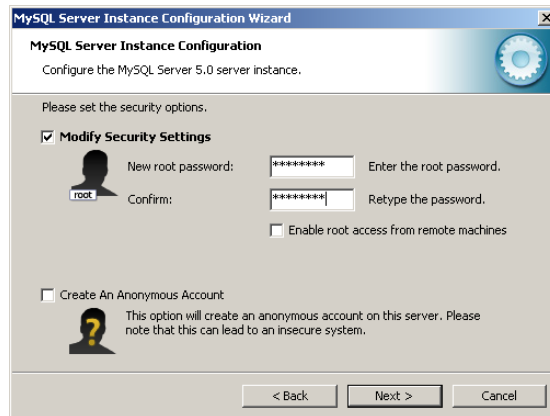 MySQL Server Instance Configuration Wizard
MySQL Server Instance Configuration
Configure the MySQL Server 5.0 server instance.
Please set the security options.
Modify Security Settings
root
New root password: ******** Enter the root password.
Confirm: ******** Retype the password.
Enable root access from remote machines
Create An Anonymous Account
This option will create an anonymous account on this server. Please
note that this can lead to an insecure system.
< Back Next > Cancel